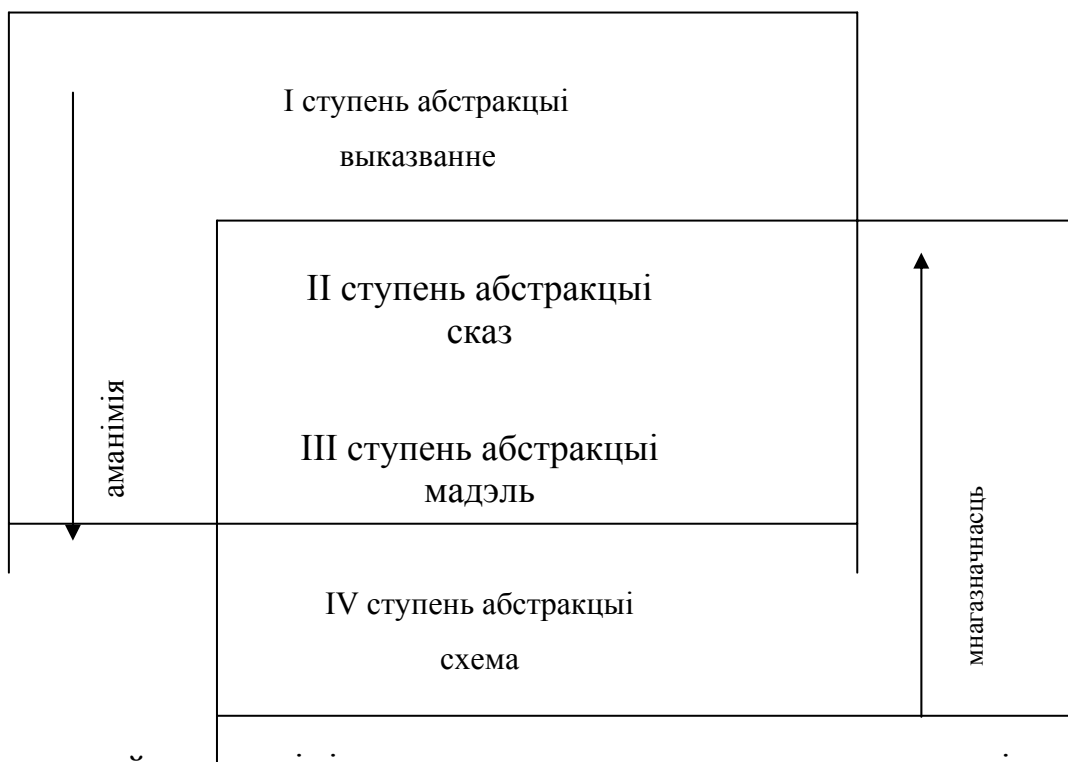 I ступень абстракцыі
выказванне
II ступень абстракцыі
сказ
III ступень абстракцыі
мадэль
аманімія
IV ступень абстракцыі
схема
мнагазначнасць